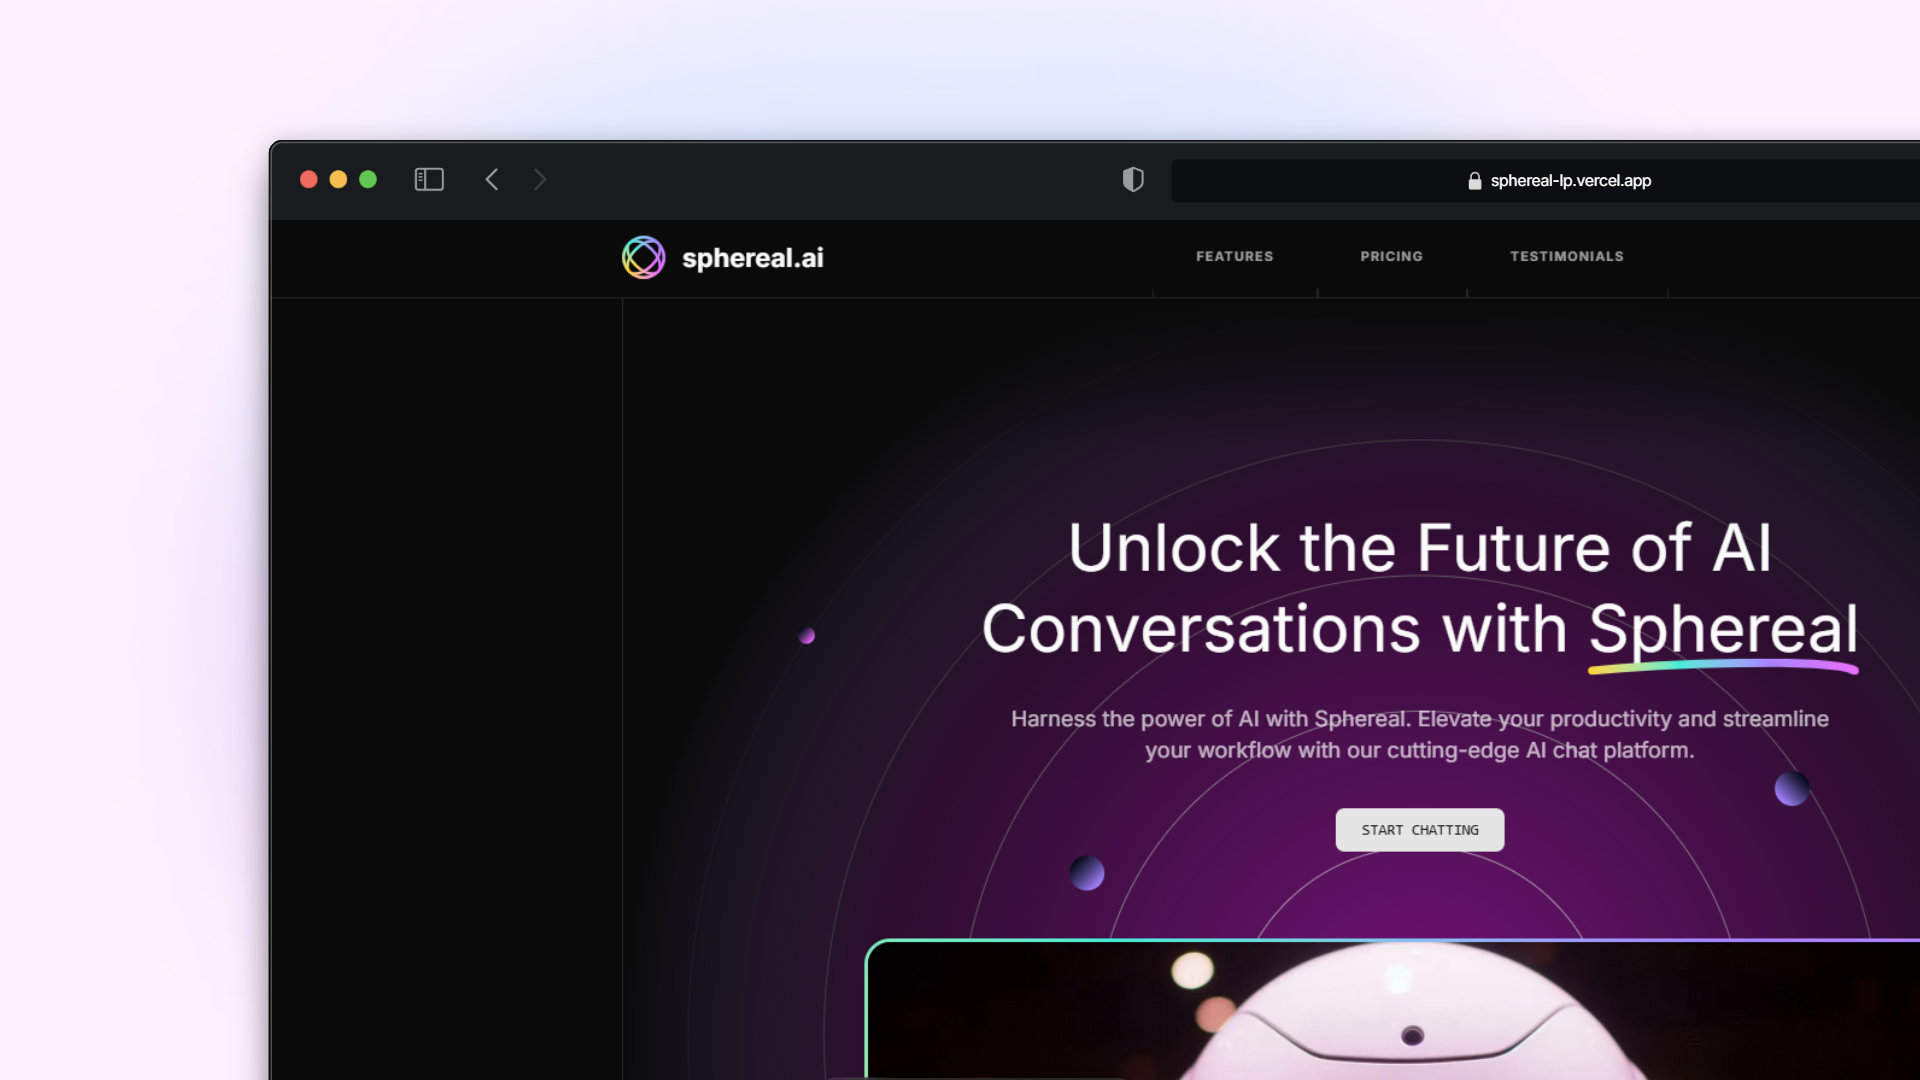 sphereal-lp.vercel.app
sphereal.ai
FEATURES PRICING TESTIMONIALS
Unlock the Future of AI
Conversations with Sphereal
Harness the power of AI with Sphereal. Elevate your productivity and streamline
your workflow with our cutting-edge AI chat platform.
START CHATTING